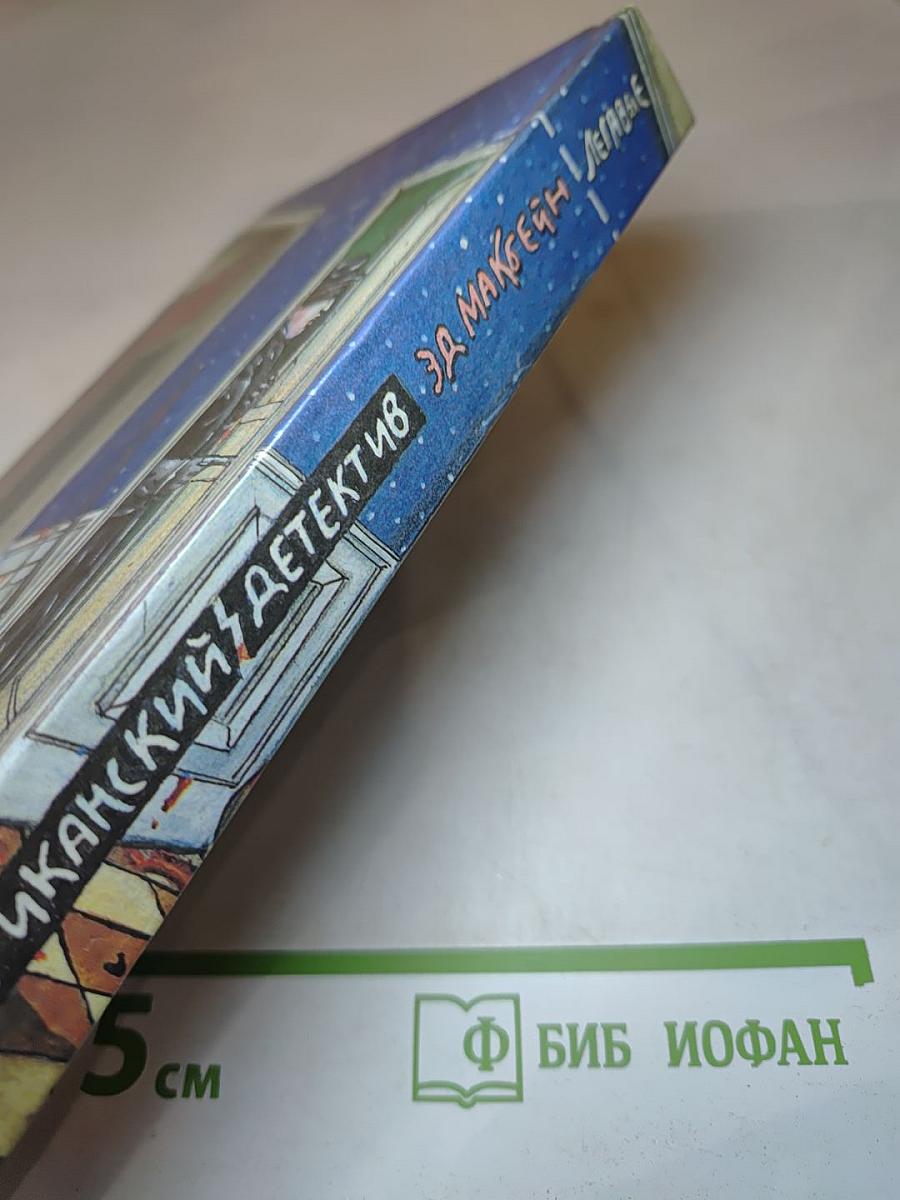 ЛЕГАВЫЕ
ЭД МАКБЕЙН
ИКАНСКИЙ ДЕТЕКТИВ
5 см
Ф БИБ ИОФАН